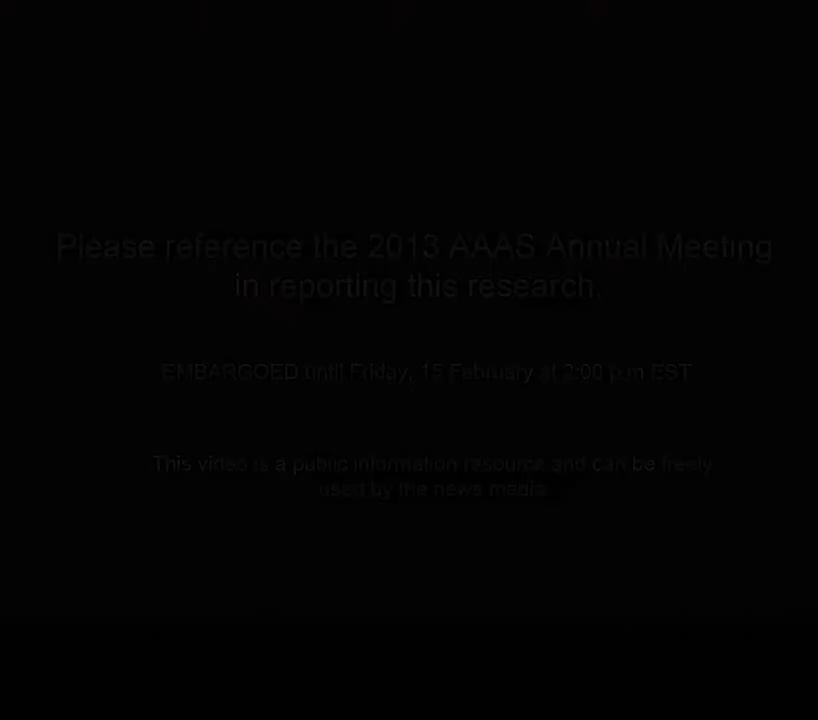 Please reference the 2013 AAAS Annual Meeting
in reporting this research.
EMBARGOED until Friday, 15 February at 2:00 p.m EST
This video is a public information resource and can be freely
used by the news media